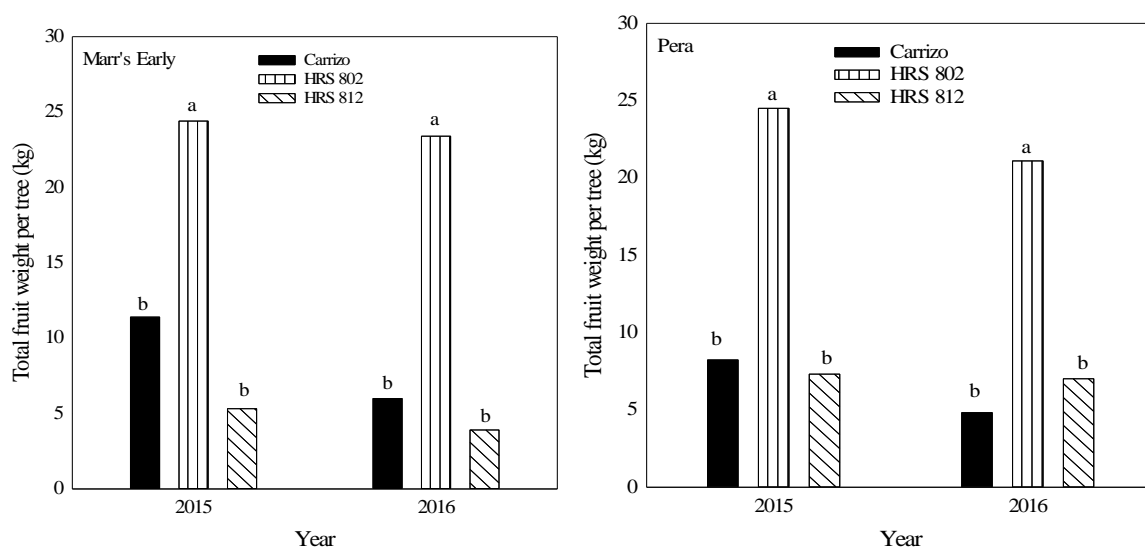 Marr's Early
Carrizo
HRS 802
HRS 812
Total fruit weight per tree (kg)
30
25
20
15
10
5
0
b
a
b
b
a
b
2015
2016
Year
Pera
Carrizo
HRS 802
HRS 812
Total fruit weight per tree (kg)
30
25
20
15
10
5
0
b
a
b
b
a
b
2015
2016
Year